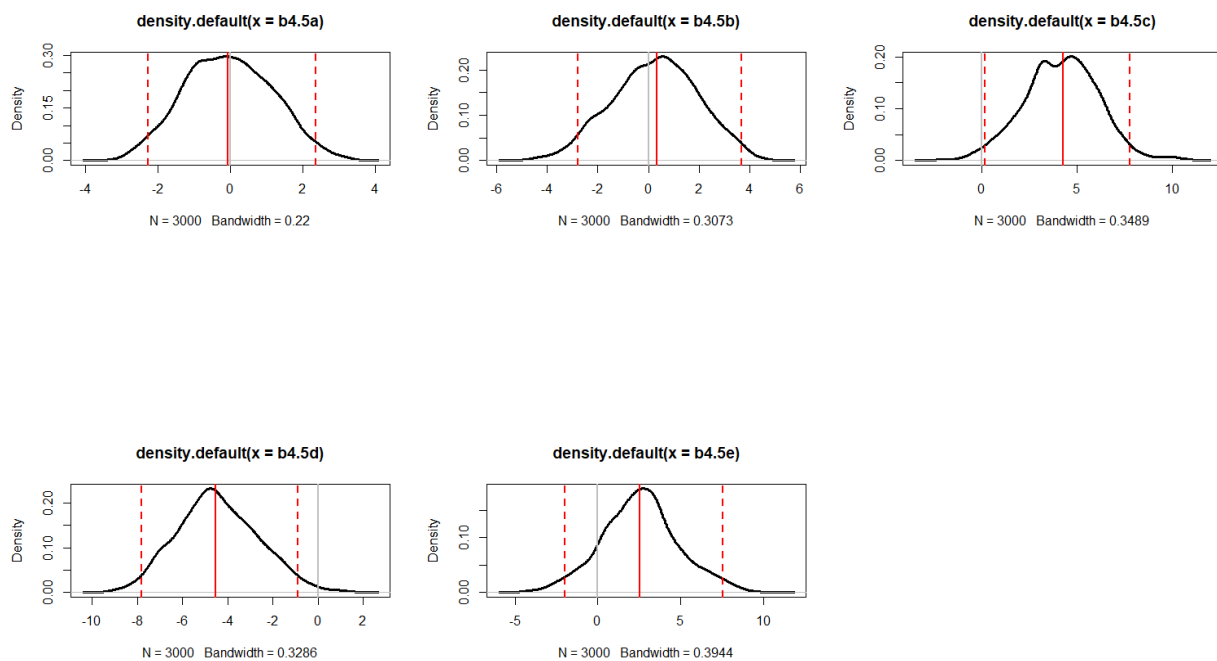 density.default(x = b4.5a)
Density
0.00 0.15 0.30
-4 -2 0 2 4
N = 3000 Bandwidth = 0.22
density.default(x = b4.5b)
Density
0.00 0.10 0.20
-6 -4 -2 0 2 4 6
N = 3000 Bandwidth = 0.3073
density.default(x = b4.5c)
Density
0.00 0.10 0.20
0 5 10
N = 3000 Bandwidth = 0.3489
density.default(x = b4.5d)
Density
0.00 0.10 0.20
-10 -8 -6 -4 -2 0 2
N = 3000 Bandwidth = 0.3286
density.default(x = b4.5e)
Density
0.00 0.10
-5 0 5 10
N = 3000 Bandwidth = 0.3944